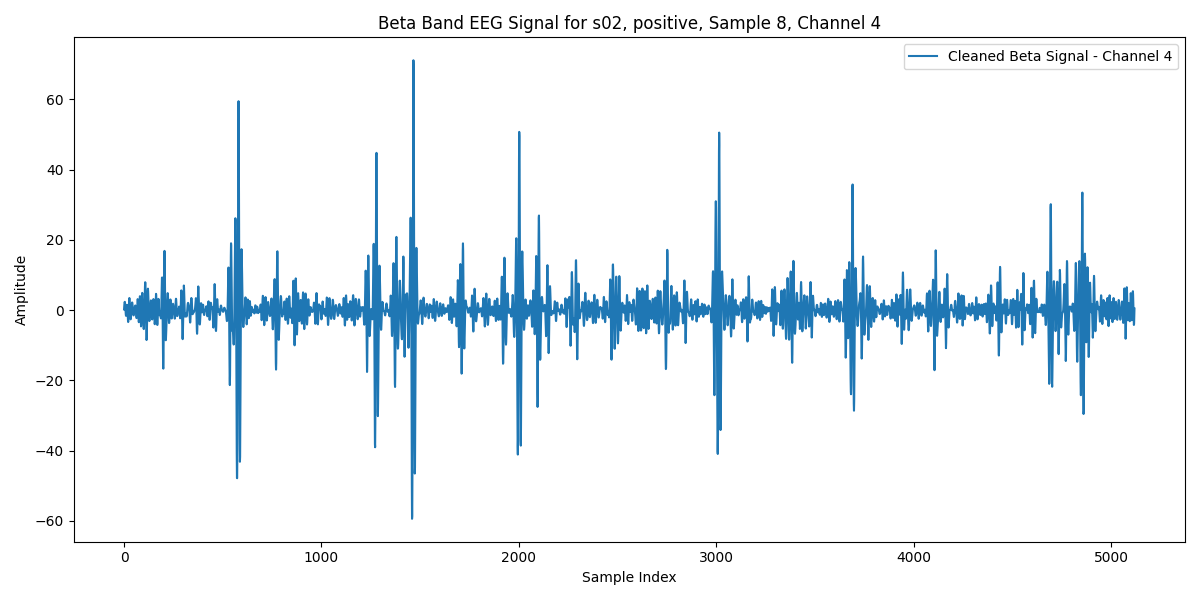 Beta Band EEG Signal for s02, positive, Sample 8, Channel 4
Cleaned Beta Signal - Channel 4
Amplitude
60
40
20
0
−20
−40
−60
0 1000 2000 3000 4000 5000
Sample Index